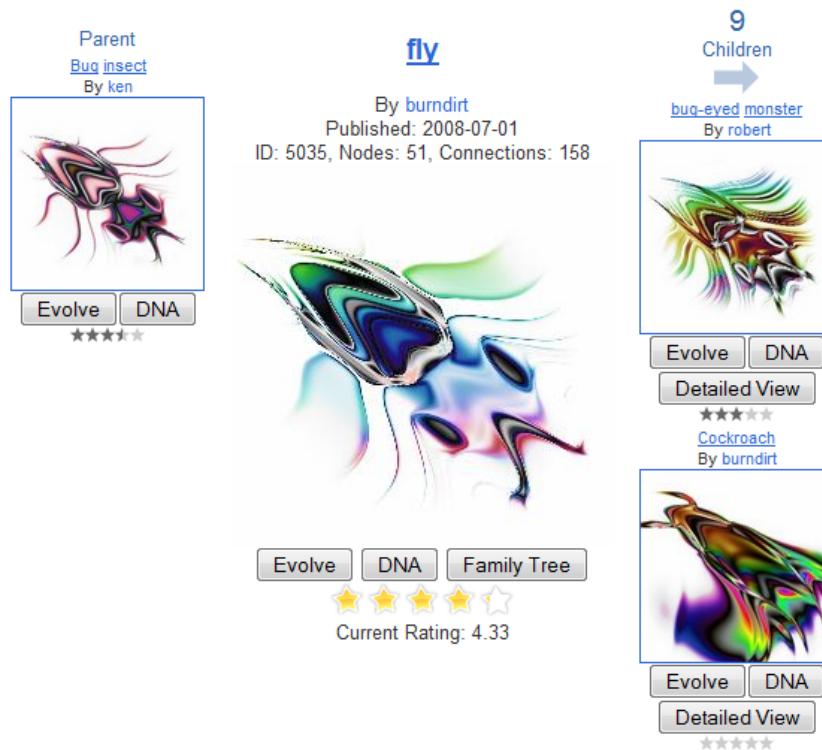 Parent
Bug insect
By ken
Evolve DNA
fly
By burndirt
Published: 2008-07-01
ID: 5035, Nodes: 51, Connections: 158
Evolve DNA Family Tree
Current Rating: 4.33
9
Children
bug-eyed monster
By robert
Evolve DNA
Detailed View
Cockroach
By burndirt
Evolve DNA
Detailed View